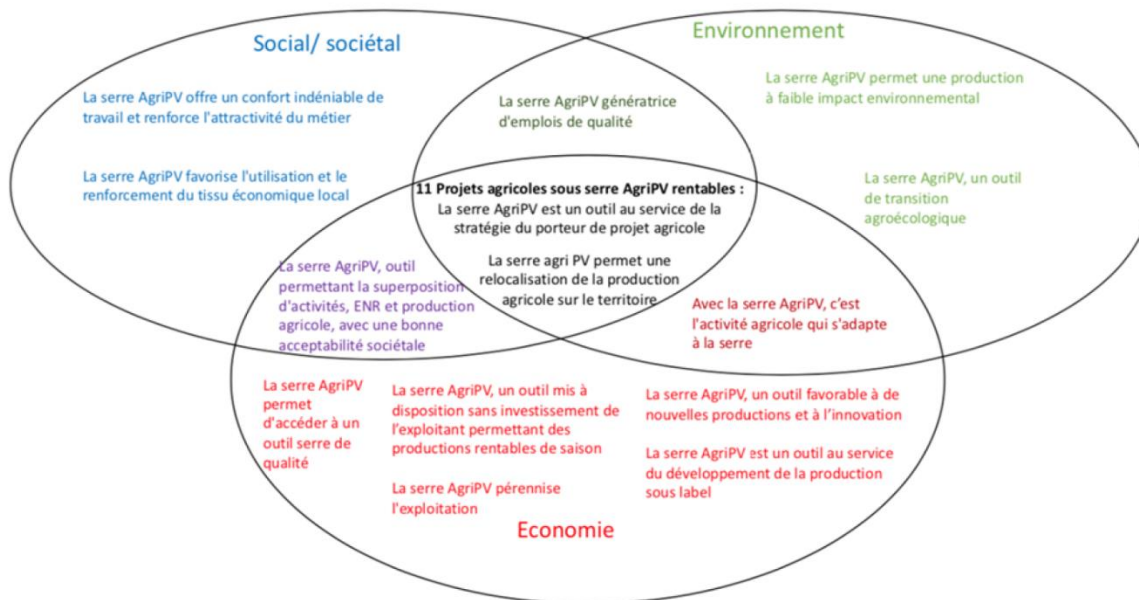 Social/ sociétal
Environnement
La serre AgriPV offre un confort indéniable de
travail et renforce l'attractivité du métier
La serre AgriPV favorise l'utilisation et le
renforcement du tissu économique local
La serre AgriPV génératrice
d'emplois de qualité
La serre AgriPV permet une production
à faible impact environnemental
La serre AgriPV, un outil
de transition
agroécologique
11 Projets agricoles sous serre AgriPV rentables :
La serre AgriPV est un outil au service de la
stratégie du porteur de projet agricole
La serre agri PV permet une
relocalisation de la production
agricole sur le territoire
La serre AgriPV, outil
permettant la superposition
d'activités, ENR et production
agricole, avec une bonne
acceptabilité sociétale
Avec la serre AgriPV, c'est
l'activité agricole qui s'adapte
à la serre
La serre AgriPV
permet
d'accéder à un
outil serre de
qualité
La serre AgriPV, un outil mis à
disposition sans investissement de
l'exploitant permettant des
productions rentables de saison
La serre AgriPV pérennise
l'exploitation
La serre AgriPV, un outil favorable à de
nouvelles productions et à l'innovation
La serre AgriPV est un outil au service
du développement de la production
sous label
Economie